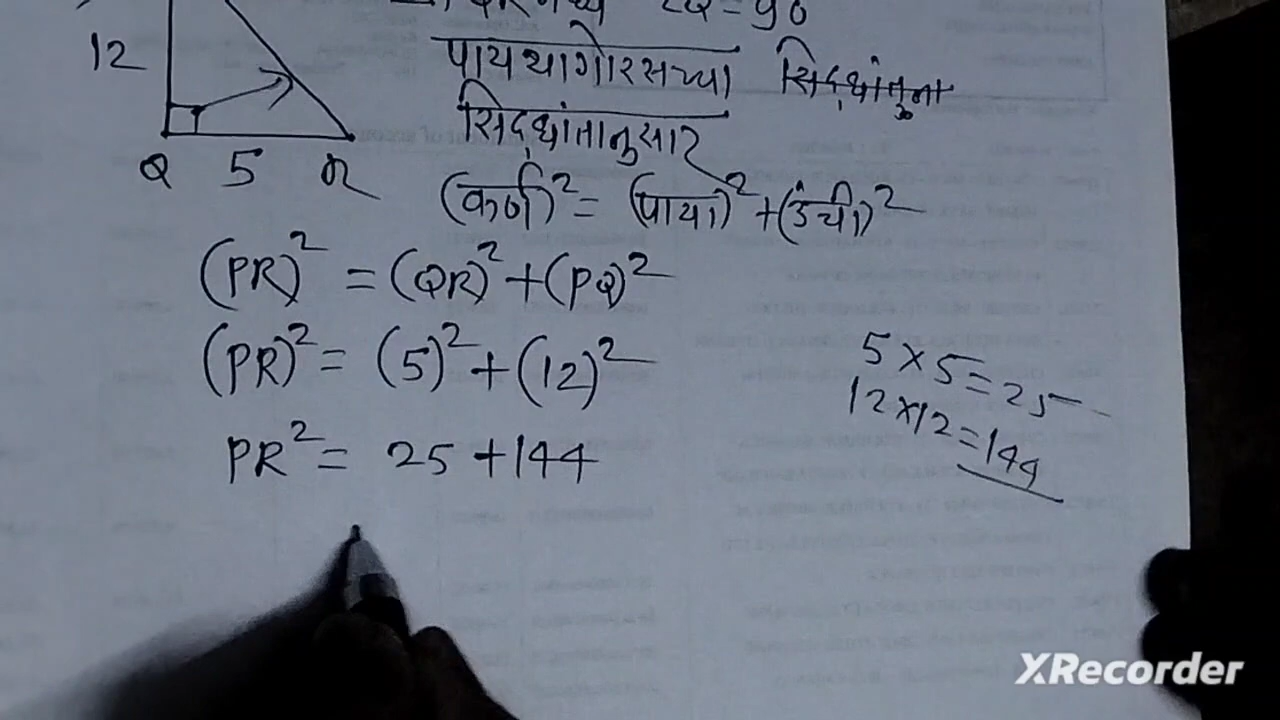 ∠Q = 90
12
पायथागोरसच्या सिद्धांतुना
सिद्धांतानुसार
Q 5 R
(कर्ण)² = (पाया)² + (उंची)²
(PR)² = (QR)² + (PQ)²
(PR)² = (5)² + (12)²
5 × 5 = 25
12 × 12 = 144
PR² = 25 + 144
XRecorder